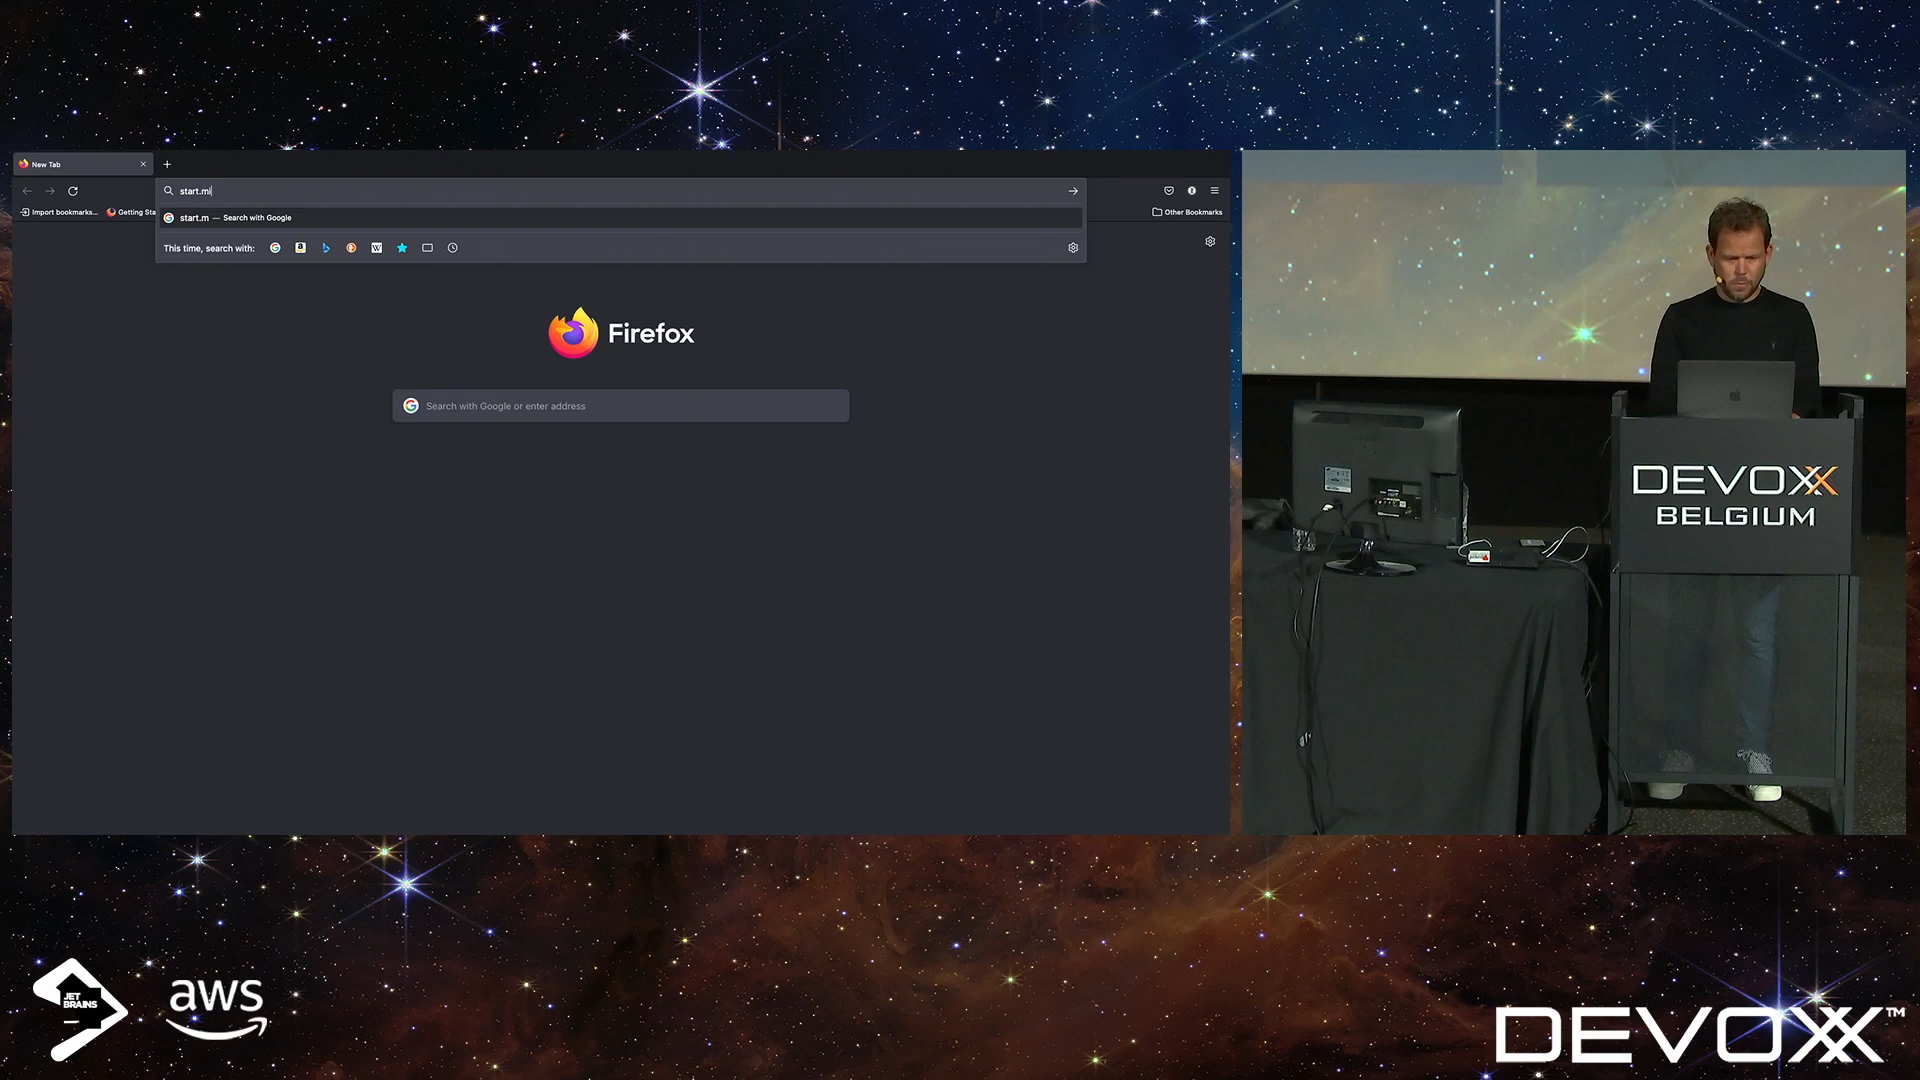 New Tab
start.mi
Import bookmarks...
Getting Sta
Other Bookmarks
start.m — Search with Google
This time, search with:
Firefox
Search with Google or enter address
DEVOXX
BELGIUM
JET
BRAINS
aws
DEVOXX™